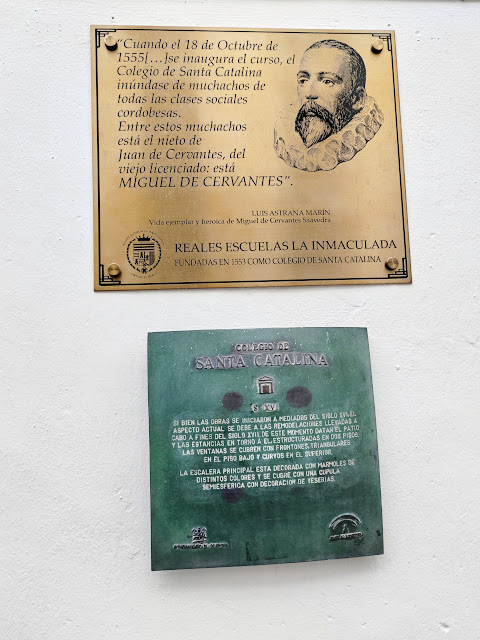 "Cuando el 18 de Octubre de
1555[...]se inaugura el curso, el
Colegio de Santa Catalina
inúndase de muchachos de
todas las clases sociales
cordobesas.
Entre estos muchachos
está el nieto de
Juan de Cervantes, del
viejo licenciado: está
MIGUEL DE CERVANTES".
LUIS ASTRANA MARÍN
Vida ejemplar y heroica de Miguel de Cervantes Saavedra
REALES ESCUELAS LA INMACULADA
FUNDADAS EN 1553 COMO COLEGIO DE SANTA CATALINA
COLEGIO DE
SANTA CATALINA
S. XVI
SI BIEN LAS OBRAS SE INICIARON A MEDIADOS DEL SIGLO XVI, EL
ASPECTO ACTUAL SE DEBE A LAS REMODELACIONES LLEVADAS A
CABO A FINES DEL SIGLO XVII. DE ESTE MOMENTO DATAN EL PATIO
Y LAS ESTANCIAS EN TORNO A EL, ESTRUCTURADAS EN DOS PISOS.
LAS VENTANAS SE CUBREN CON FRONTONES, TRIANGULARES
EN EL PISO BAJO Y CURVOS EN EL SUPERIOR.
LA ESCALERA PRINCIPAL ESTA DECORADA CON MARMOLES DE
DISTINTOS COLORES Y SE CUBRE CON UNA CUPULA
SEMIESFERICA CON DECORACION DE YESERIAS.